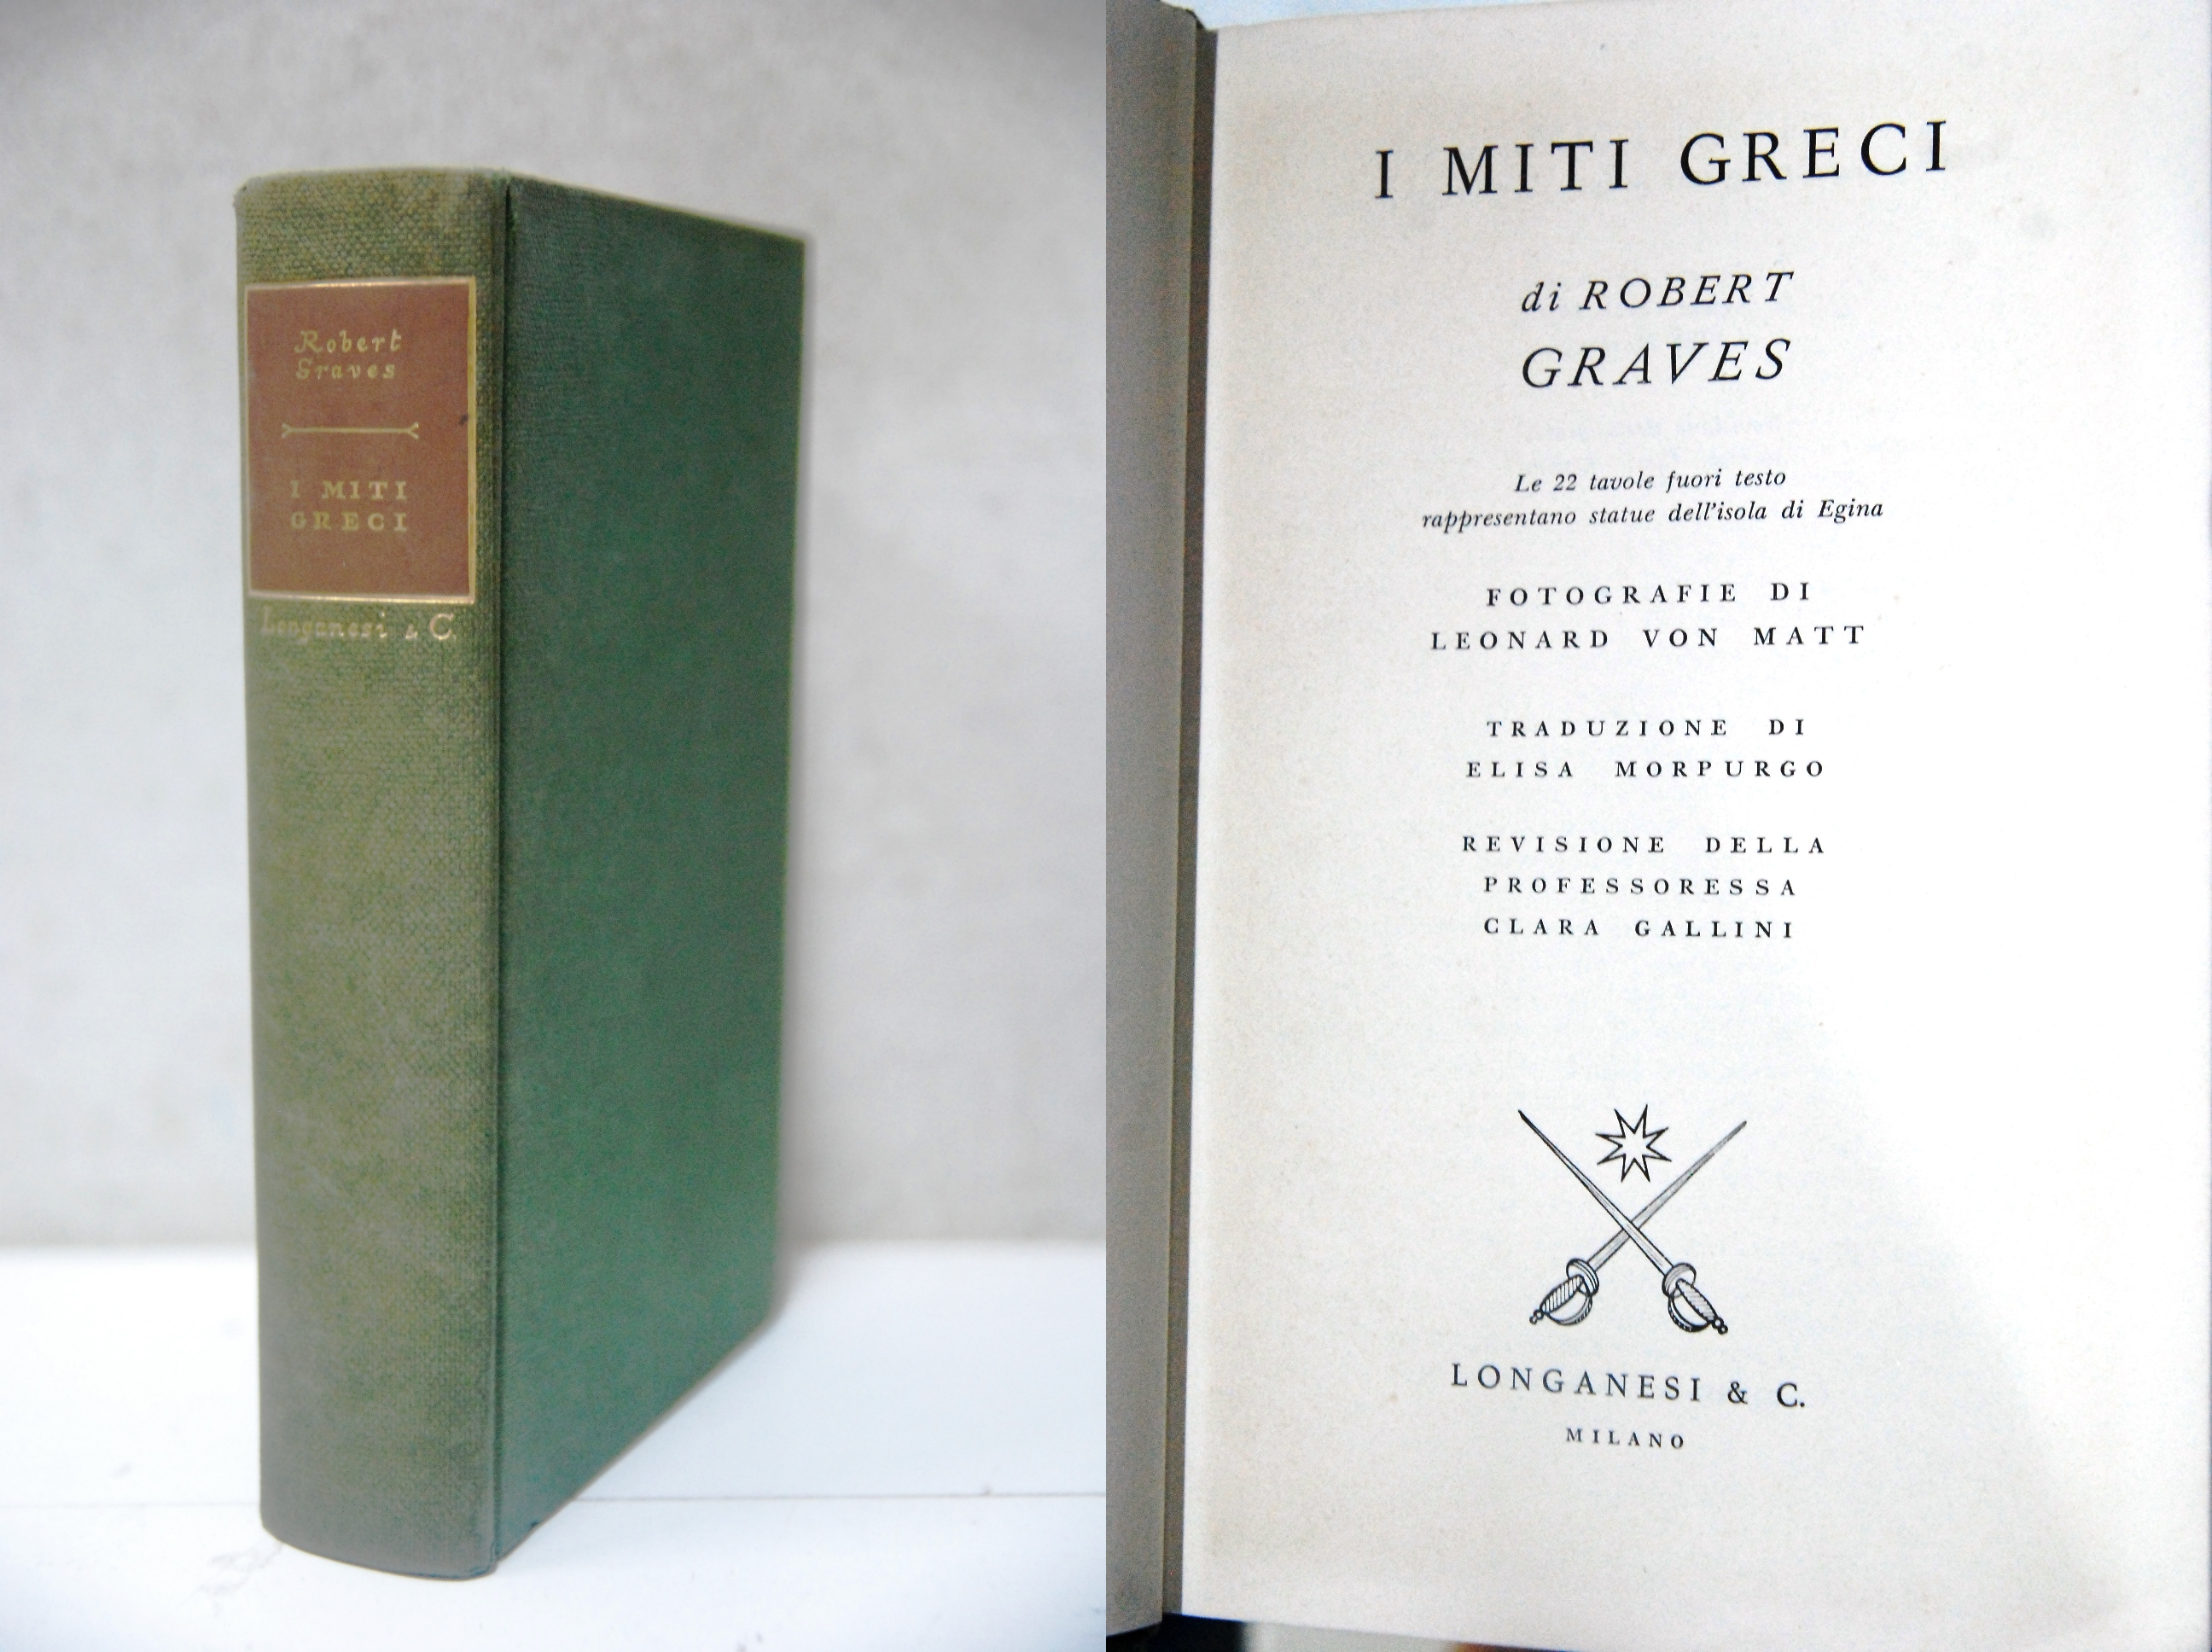 Robert
Graves
I MITI
GRECI
Longanesi & C.
I MITI GRECI
di ROBERT
GRAVES
Le 22 tavole fuori testo
rappresentano statue dell'isola di Egina
FOTOGRAFIE DI
LEONARD VON MATT
TRADUZIONE DI
ELISA MORPURGO
REVISIONE DELLA
PROFESSORESSA
CLARA GALLINI
LONGANESI & C.
MILANO